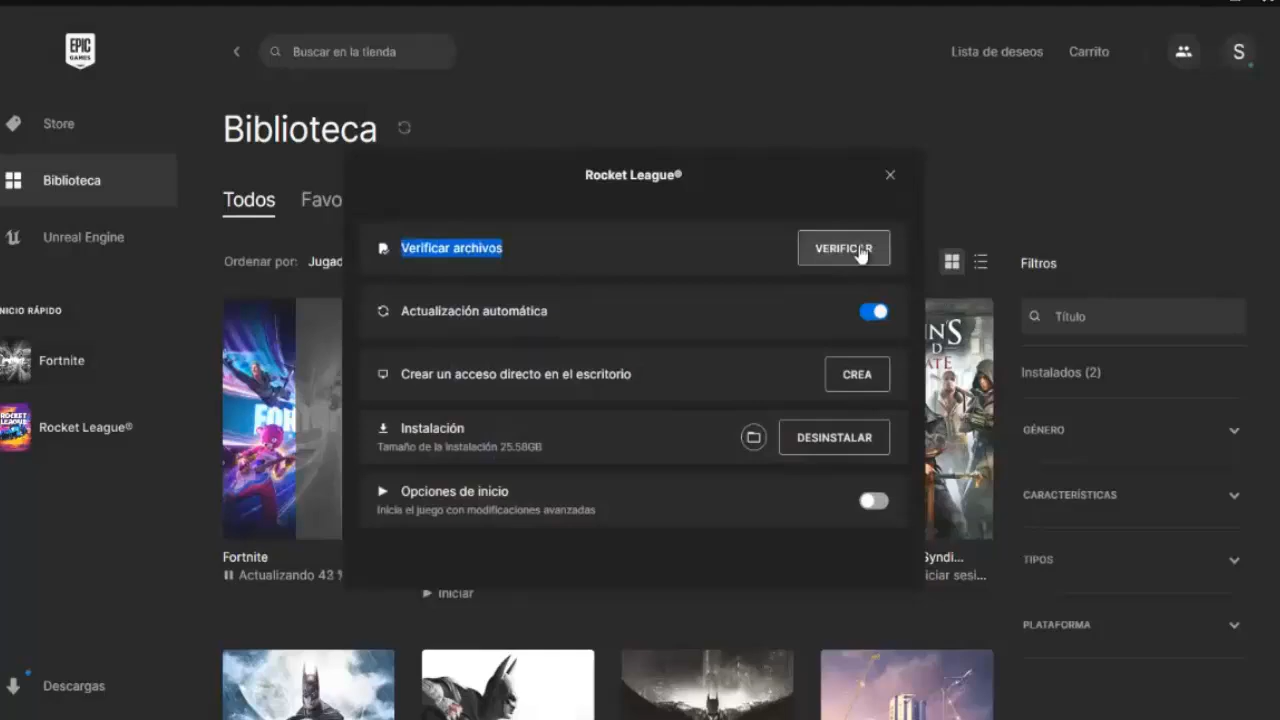 EPIC
GAMES
Buscar en la tienda
Lista de deseos
Carrito
S
Store
Biblioteca
Unreal Engine
INICIO RÁPIDO
Fortnite
Rocket League®
Descargas
Biblioteca
Todos
Favo
Ordenar por: Jugad
Rocket League®
Verificar archivos
VERIFICAR
Actualización automática
Crear un acceso directo en el escritorio
CREA
Instalación
Tamaño de la instalación 25.58GB
DESINSTALAR
Opciones de inicio
Inicia el juego con modificaciones avanzadas
Fortnite
Actualizando 43 %
Iniciar
Syndi...
iciar sesi...
Filtros
Título
Instalados (2)
GÉNERO
CARACTERÍSTICAS
TIPOS
PLATAFORMA